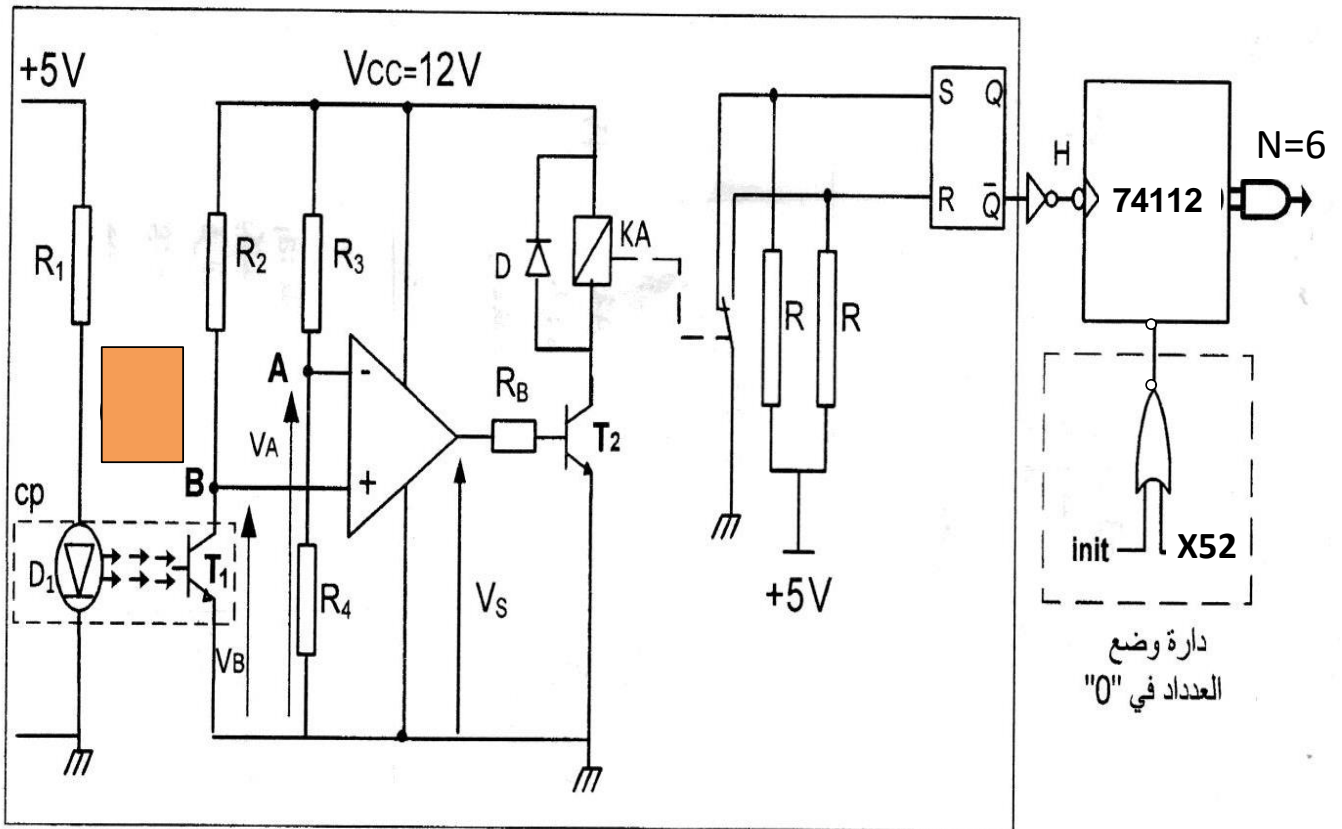 +5V
VCC=12V
S Q
H
N=6
R Q̅
74112
R1
R2
R3
D
KA
R R
A
-
RB
T2
VA
B
+
cp
D1
T1
R4
VS
+5V
init
X52
VB
دارة وضع
العدداد في "0"